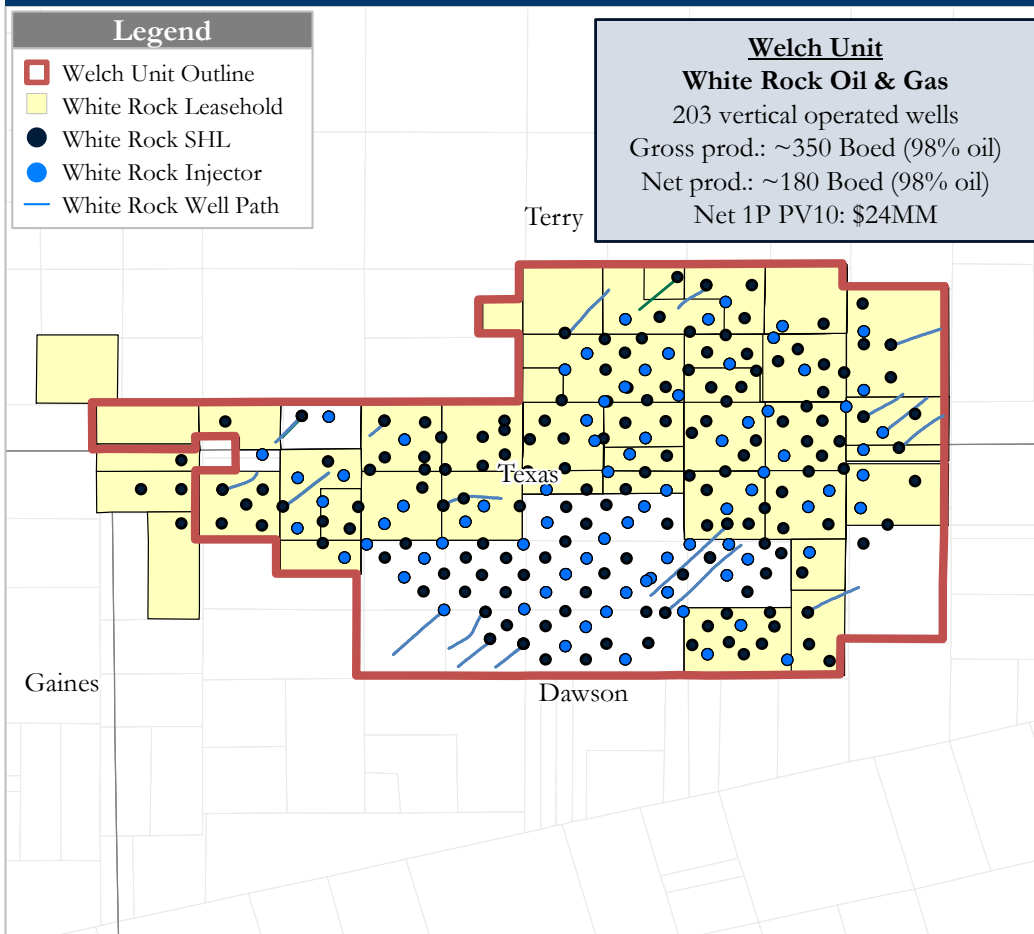 Legend
Welch Unit Outline
White Rock Leasehold
White Rock SHL
White Rock Injector
White Rock Well Path
Welch Unit
White Rock Oil & Gas
203 vertical operated wells
Gross prod.: ~350 Boed (98% oil)
Net prod.: ~180 Boed (98% oil)
Net 1P PV10: $24MM
Terry
Texas
Gaines
Dawson